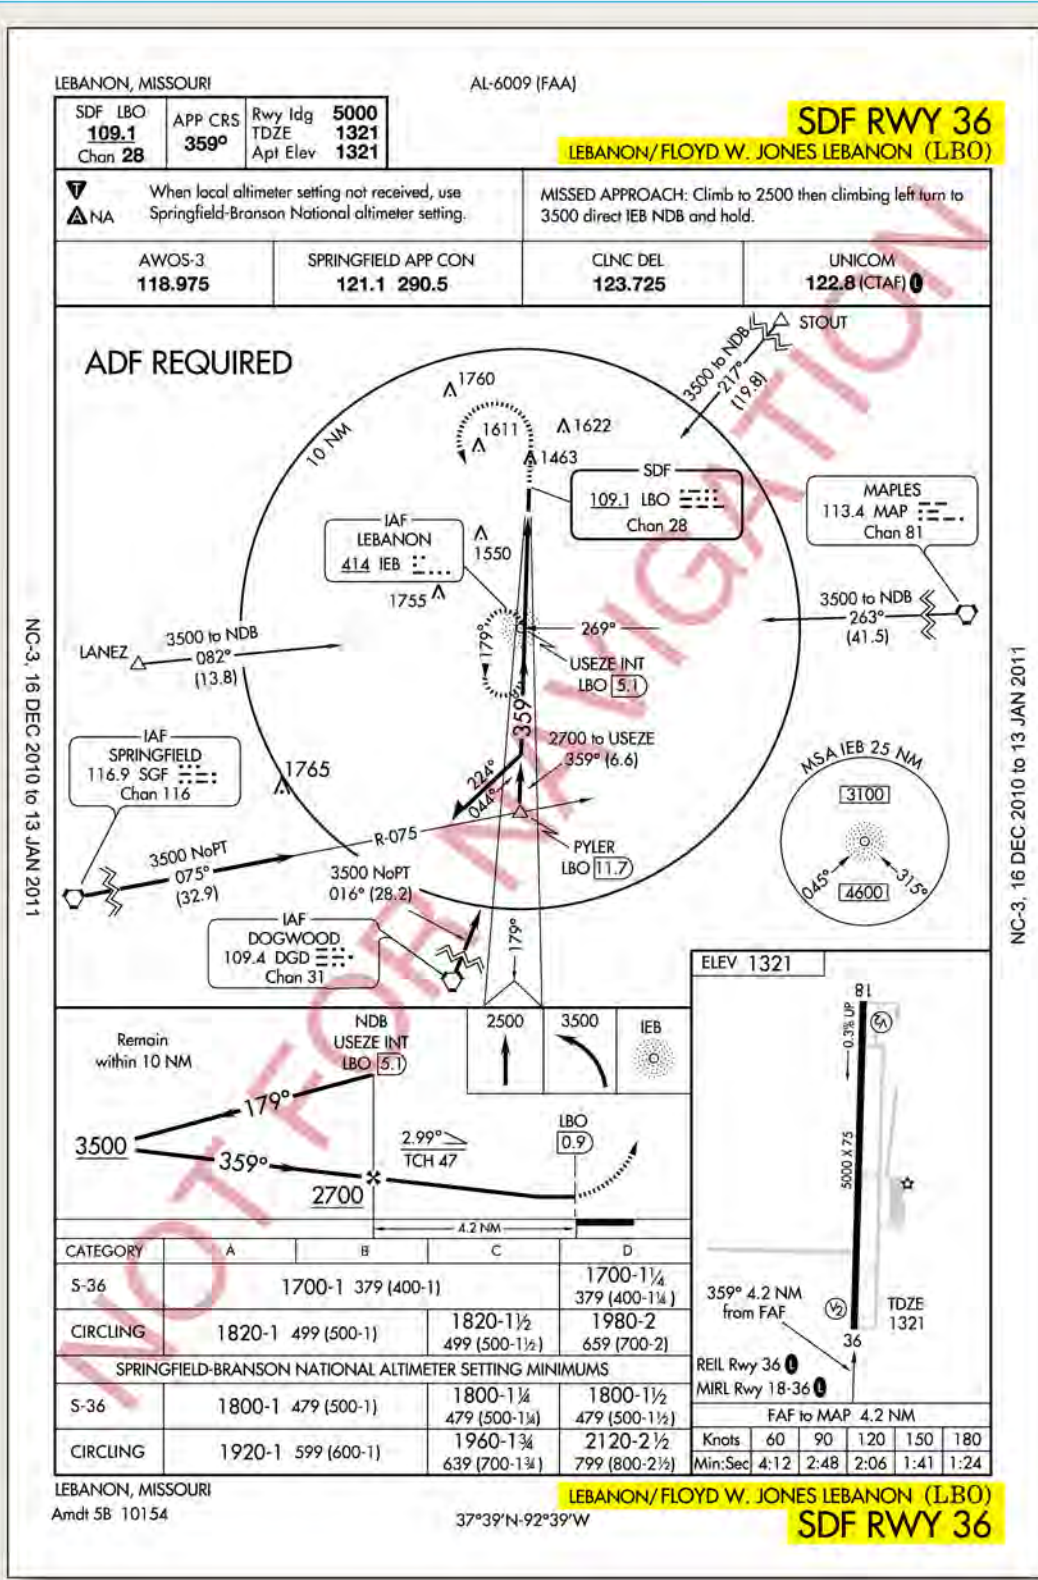 LEBANON, MISSOURI
AL-6009 (FAA)
SDF LBO
109.1
Chan 28
APP CRS
359°
Rwy ldg 5000
TDZE 1321
Apt Elev 1321
SDF RWY 36
LEBANON/FLOYD W. JONES LEBANON (LBO)
T
A NA
When local altimeter setting not received, use
Springfield-Branson National altimeter setting.
MISSED APPROACH: Climb to 2500 then climbing left turn to
3500 direct IEB NDB and hold.
AWOS-3
118.975
SPRINGFIELD APP CON
121.1 290.5
CLNC DEL
123.725
UNICOM
122.8 (CTAF) L
ADF REQUIRED
10 NM
1760
1611
1622
1463
STOUT
3500 to NDB
217°
(19.8)
SDF
109.1 LBO
Chan 28
MAPLES
113.4 MAP
Chan 81
IAF
LEBANON
414 IEB
1550
1755
3500 to NDB
263°
(41.5)
LANEZ
3500 to NDB
082°
(13.8)
179°
269°
USEZE INT
LBO 5.1
359°
2700 to USEZE
359° (6.6)
224°
044°
IAF
SPRINGFIELD
116.9 SGF
Chan 116
1765
R-075
PYLER
LBO 11.7
3500 NoPT
075°
(32.9)
3500 NoPT
016° (28.2)
IAF
DOGWOOD
109.4 DGD
Chan 31
179°
MSA IEB 25 NM
3100
045°
315°
4600
NOT FOR NAVIGATION
NC-3, 16 DEC 2010 to 13 JAN 2011
NC-3, 16 DEC 2010 to 13 JAN 2011
Remain
within 10 NM
NDB
USEZE INT
LBO 5.1
2500
3500
IEB
179°
3500
359°
2700
2.99°
TCH 47
LBO
0.9
4.2 NM
ELEV 1321
18
0.3% UP
V2
5000 X 75
359° 4.2 NM
from FAF
V2
TDZE
1321
36
REIL Rwy 36 L
MIRL Rwy 18-36 L
CATEGORY A B C D
S-36 1700-1 379 (400-1) 1700-1¼
379 (400-1¼)
CIRCLING 1820-1 499 (500-1) 1820-1½ 1980-2
499 (500-1½) 659 (700-2)
SPRINGFIELD-BRANSON NATIONAL ALTIMETER SETTING MINIMUMS
S-36 1800-1 479 (500-1) 1800-1¼ 1800-1½
479 (500-1¼) 479 (500-1½)
CIRCLING 1920-1 599 (600-1) 1960-1¾ 2120-2½
639 (700-1¾) 799 (800-2½)
FAF to MAP 4.2 NM
Knots 60 90 120 150 180
Min:Sec 4:12 2:48 2:06 1:41 1:24
LEBANON, MISSOURI
Amdt 5B 10154
37°39'N-92°39'W
LEBANON/FLOYD W. JONES LEBANON (LBO)
SDF RWY 36